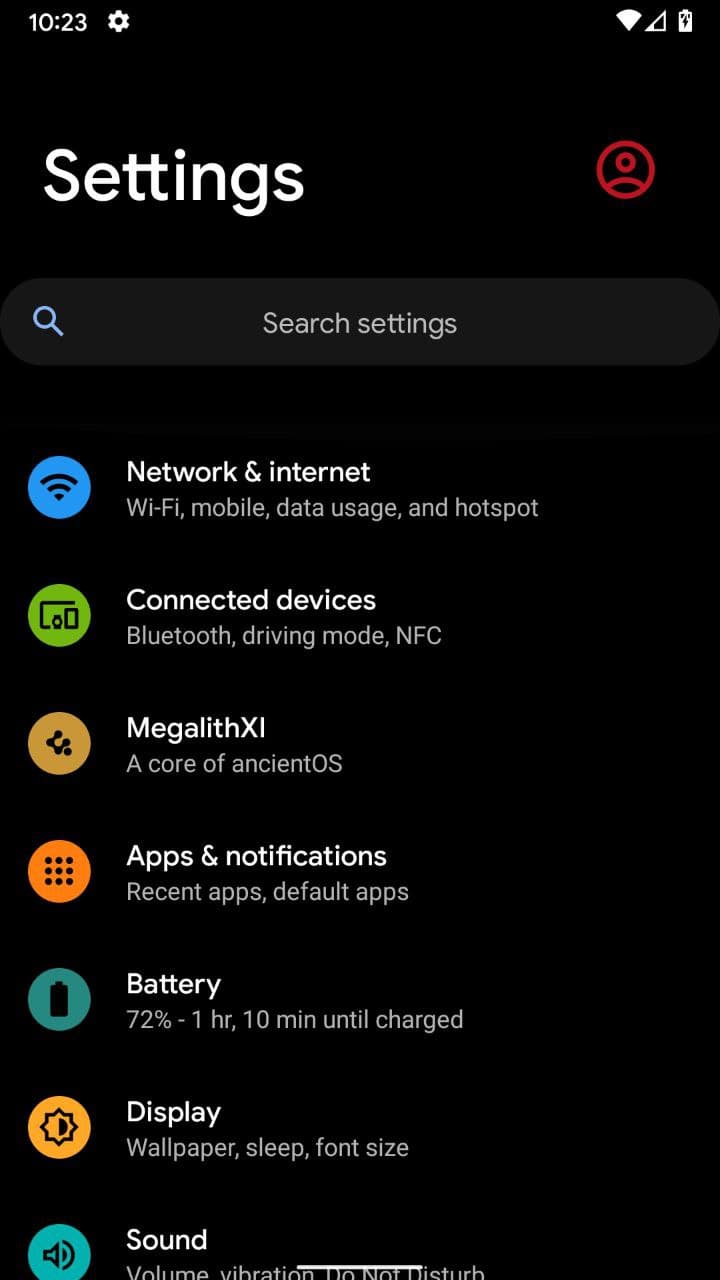 10:23
Settings
Search settings
Network & internet
Wi-Fi, mobile, data usage, and hotspot
Connected devices
Bluetooth, driving mode, NFC
MegalithXI
A core of ancientOS
Apps & notifications
Recent apps, default apps
Battery
72% - 1 hr, 10 min until charged
Display
Wallpaper, sleep, font size
Sound
Volume, vibration, Do Not Disturb